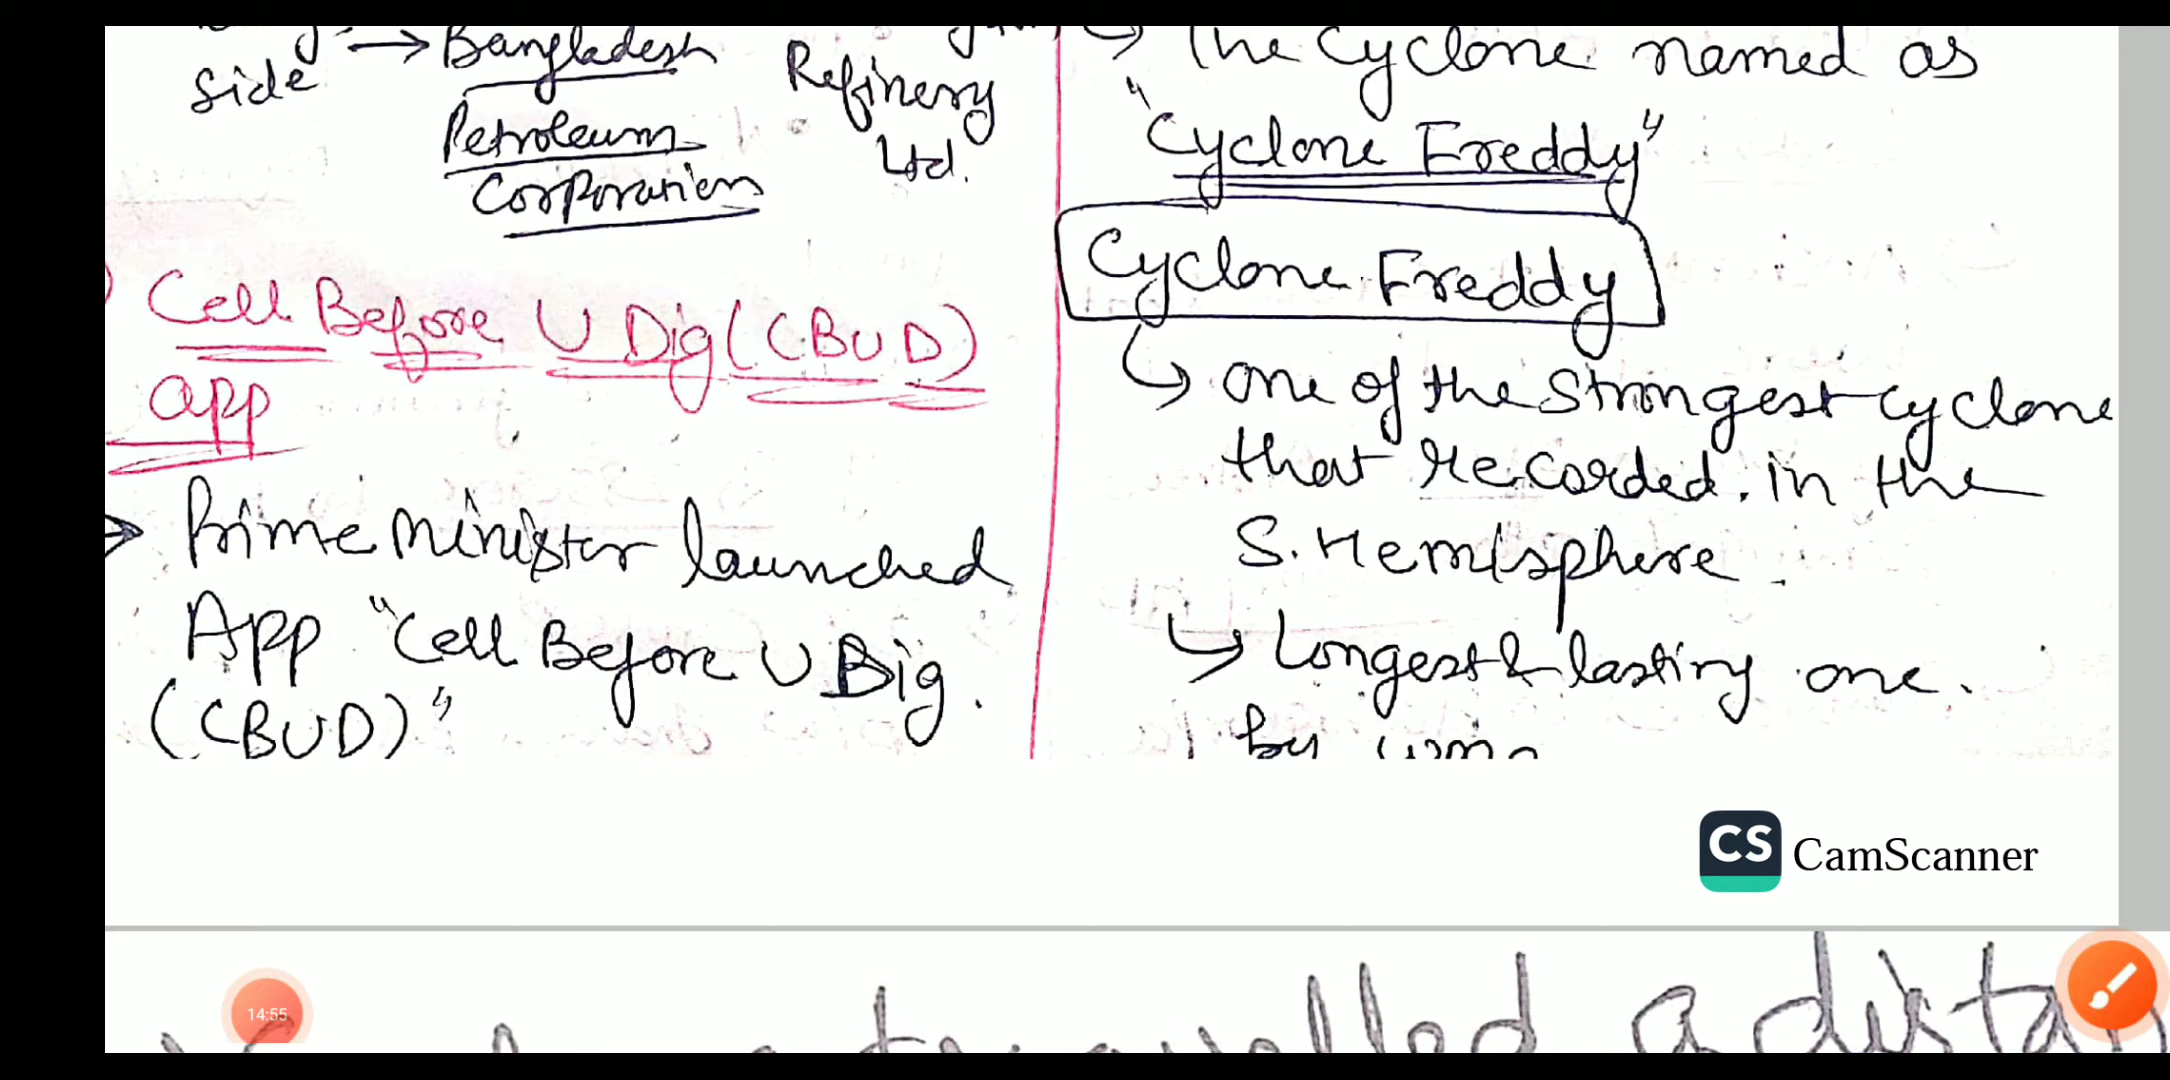 side → Bangladesh
Petroleum
Corporation
Refinery
Ltd.
Cell Before U Dig (CBUD)
app
→ Prime Minister launched
App "Cell Before U Big.
(CBUD)"
↳ The Cyclone named as
"Cyclone Freddy"
Cyclone Freddy
↳ one of the Strongest cyclone
that recorded in the
S. Hemisphere.
↳ Longest & lasting one.
CS CamScanner
14:55
travelled a dista